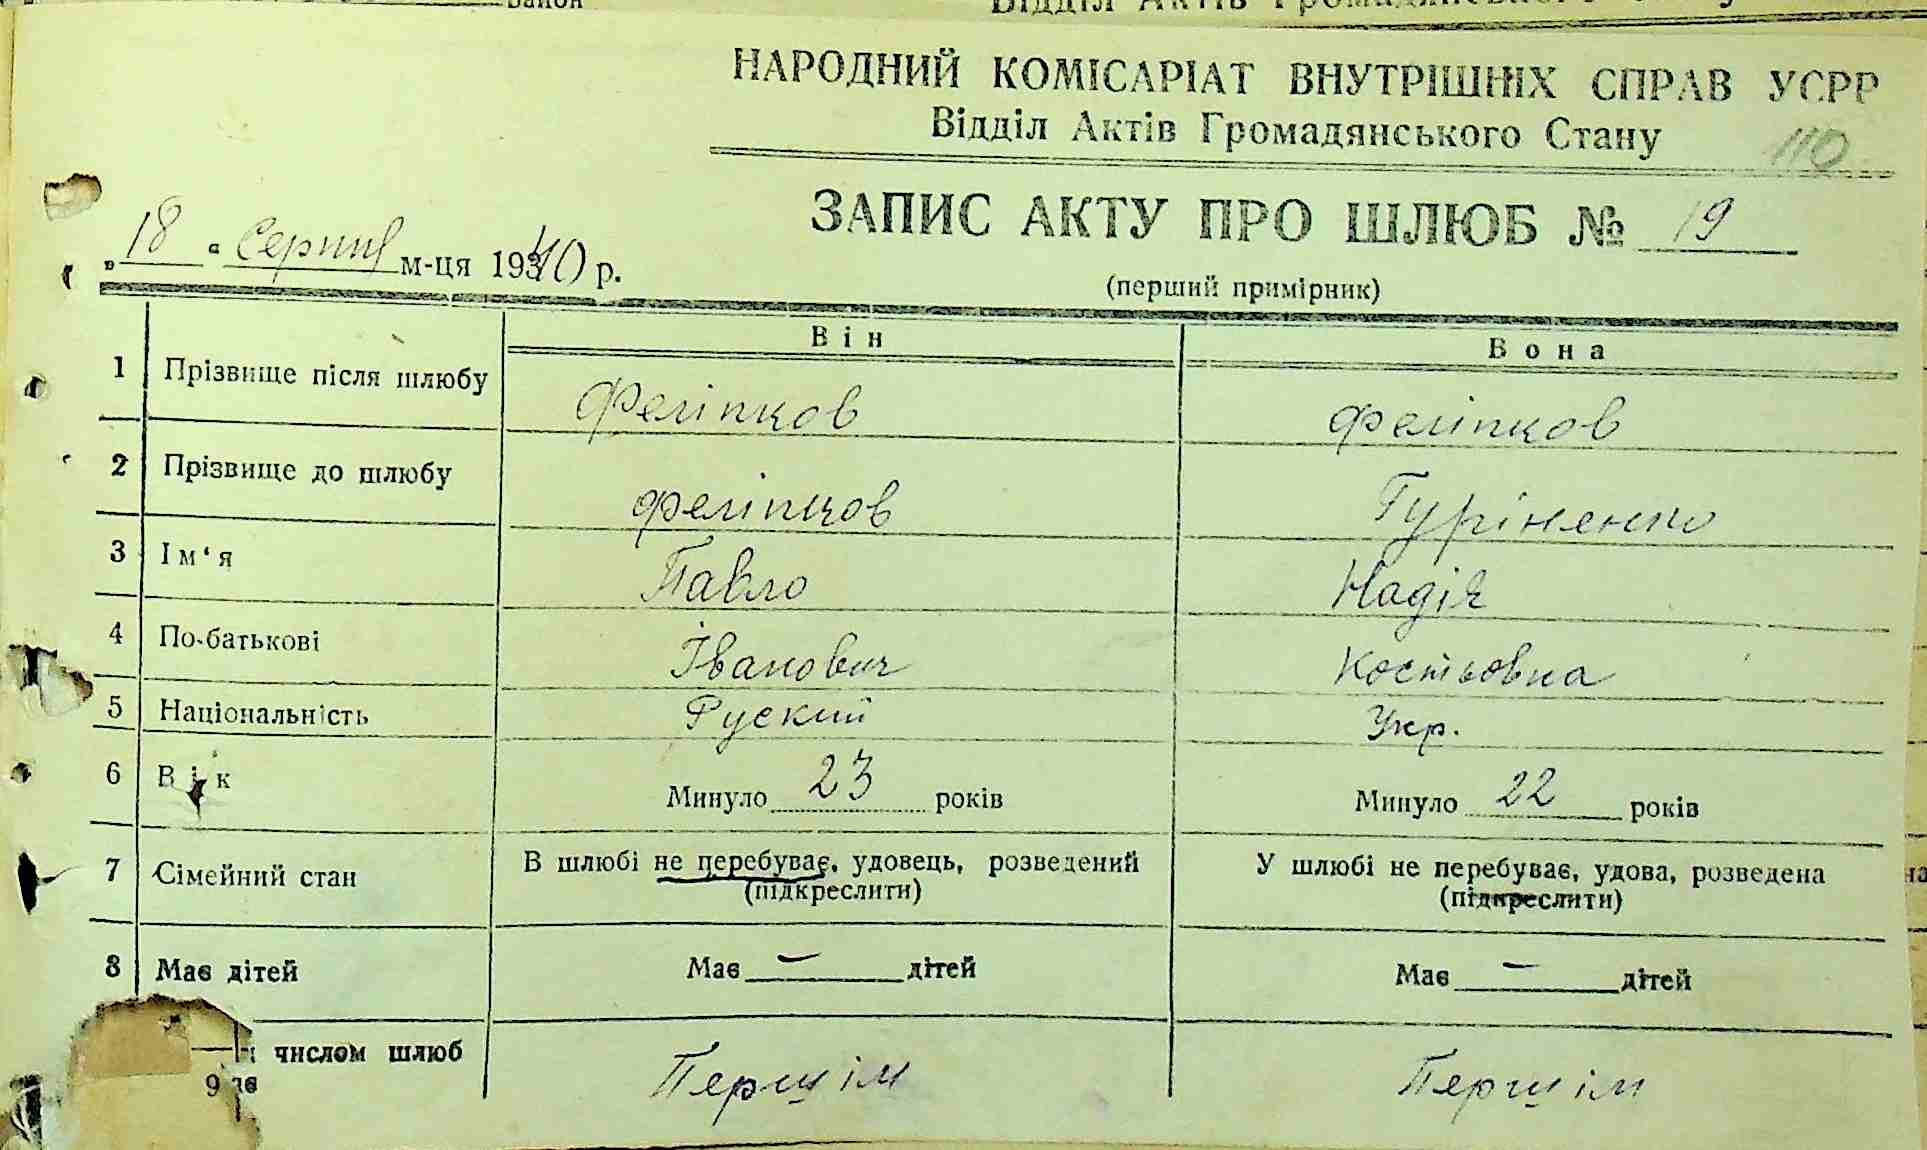 НАРОДНИЙ КОМІСАРІАТ ВНУТРІШНІХ СПРАВ УСРР
Відділ Актів Громадянського Стану
110
ЗАПИС АКТУ ПРО ШЛЮБ № 19
„18“ Серпня м-ця 1940 р.
(перший примірник)
Він Вона
1 Прізвище після шлюбу Феліпков Феліпков
2 Прізвище до шлюбу Феліпков Гуріненко
3 Ім‘я Павло Надія
4 По-батькові Іванович Костьовна
5 Національність Руский Укр.
6 Вік Минуло 23 років Минуло 22 років
7 Сімейний стан В шлюбі не перебуває, удовець, розведений У шлюбі не перебуває, удова, розведена
(підкреслити) (підкреслити)
8 Має дітей Має — дітей Має — дітей
числом шлюб Першім Першім
9